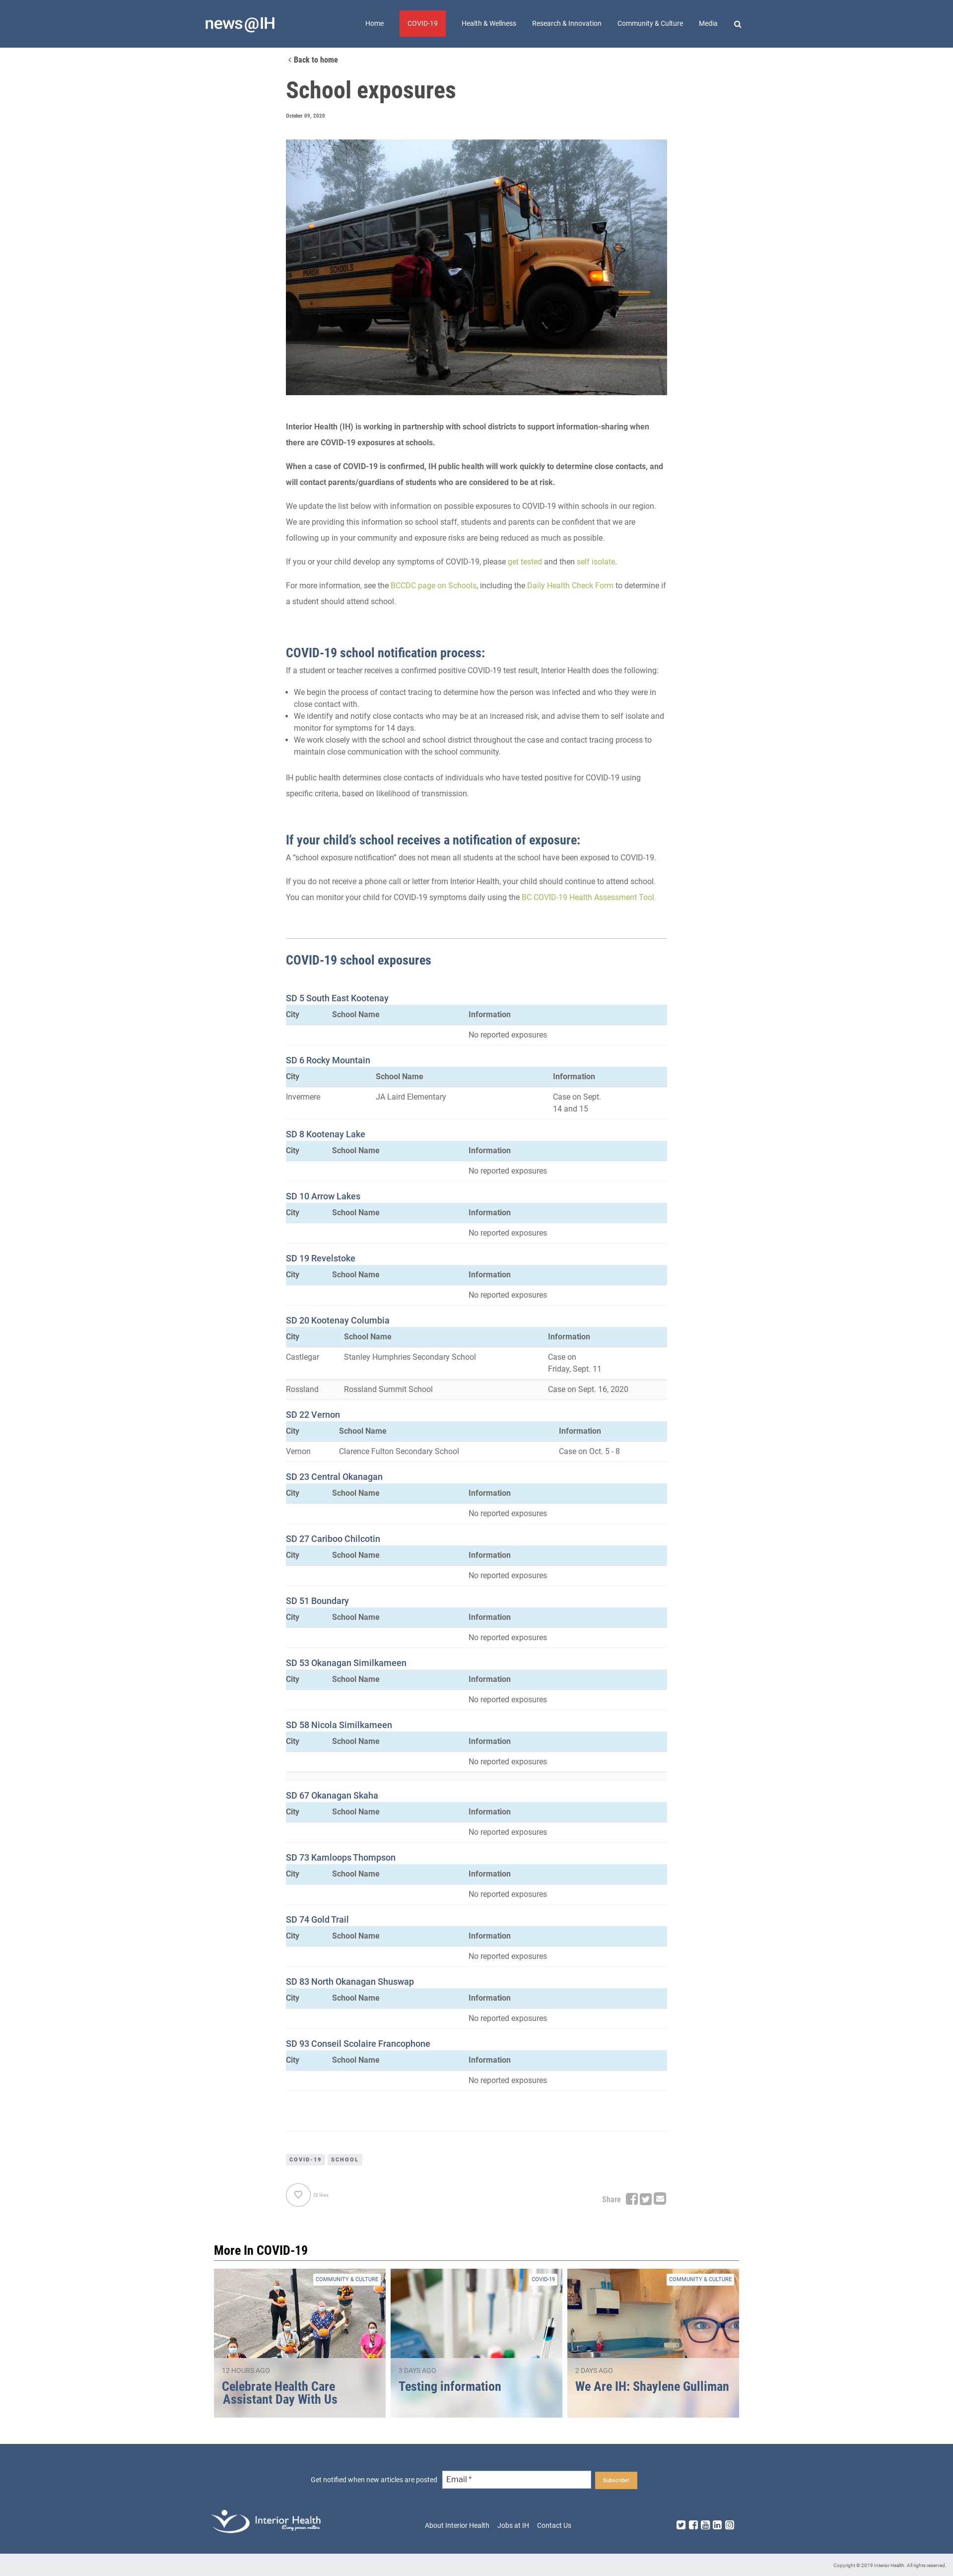 news@IH
Home
COVID-19
Health & Wellness
Research & Innovation
Community & Culture
Media
Back to home
School exposures
October 09, 2020
PARISH SCHOOLS
Interior Health (IH) is working in partnership with school districts to support information-sharing when
there are COVID-19 exposures at schools.
When a case of COVID-19 is confirmed, IH public health will work quickly to determine close contacts, and
will contact parents/guardians of students who are considered to be at risk.
We update the list below with information on possible exposures to COVID-19 within schools in our region.
We are providing this information so school staff, students and parents can be confident that we are
following up in your community and exposure risks are being reduced as much as possible.
If you or your child develop any symptoms of COVID-19, please get tested and then self isolate.
For more information, see the BCCDC page on Schools, including the Daily Health Check Form to determine if
a student should attend school.
COVID-19 school notification process:
If a student or teacher receives a confirmed positive COVID-19 test result, Interior Health does the following:
• We begin the process of contact tracing to determine how the person was infected and who they were in
close contact with.
• We identify and notify close contacts who may be at an increased risk, and advise them to self isolate and
monitor for symptoms for 14 days.
• We work closely with the school and school district throughout the case and contact tracing process to
maintain close communication with the school community.
IH public health determines close contacts of individuals who have tested positive for COVID-19 using
specific criteria, based on likelihood of transmission.
If your child’s school receives a notification of exposure:
A “school exposure notification” does not mean all students at the school have been exposed to COVID-19.
If you do not receive a phone call or letter from Interior Health, your child should continue to attend school.
You can monitor your child for COVID-19 symptoms daily using the BC COVID-19 Health Assessment Tool.
COVID-19 school exposures
SD 5 South East Kootenay
City School Name Information
No reported exposures
SD 6 Rocky Mountain
City School Name Information
Invermere JA Laird Elementary Case on Sept.
14 and 15
SD 8 Kootenay Lake
City School Name Information
No reported exposures
SD 10 Arrow Lakes
City School Name Information
No reported exposures
SD 19 Revelstoke
City School Name Information
No reported exposures
SD 20 Kootenay Columbia
City School Name Information
Castlegar Stanley Humphries Secondary School Case on
Friday, Sept. 11
Rossland Rossland Summit School Case on Sept. 16, 2020
SD 22 Vernon
City School Name Information
Vernon Clarence Fulton Secondary School Case on Oct. 5 - 8
SD 23 Central Okanagan
City School Name Information
No reported exposures
SD 27 Cariboo Chilcotin
City School Name Information
No reported exposures
SD 51 Boundary
City School Name Information
No reported exposures
SD 53 Okanagan Similkameen
City School Name Information
No reported exposures
SD 58 Nicola Similkameen
City School Name Information
No reported exposures
SD 67 Okanagan Skaha
City School Name Information
No reported exposures
SD 73 Kamloops Thompson
City School Name Information
No reported exposures
SD 74 Gold Trail
City School Name Information
No reported exposures
SD 83 North Okanagan Shuswap
City School Name Information
No reported exposures
SD 93 Conseil Scolaire Francophone
City School Name Information
No reported exposures
COVID-19 SCHOOL
likes
Share
More In COVID-19
COMMUNITY & CULTURE
12 HOURS AGO
Celebrate Health Care
Assistant Day With Us
COVID-19
3 DAYS AGO
Testing information
COMMUNITY & CULTURE
2 DAYS AGO
We Are IH: Shaylene Gulliman
Get notified when new articles are posted
Email *
Subscribe!
Interior Health
Every person matters
About Interior Health
Jobs at IH
Contact Us
Copyright © 2019 Interior Health. All rights reserved.